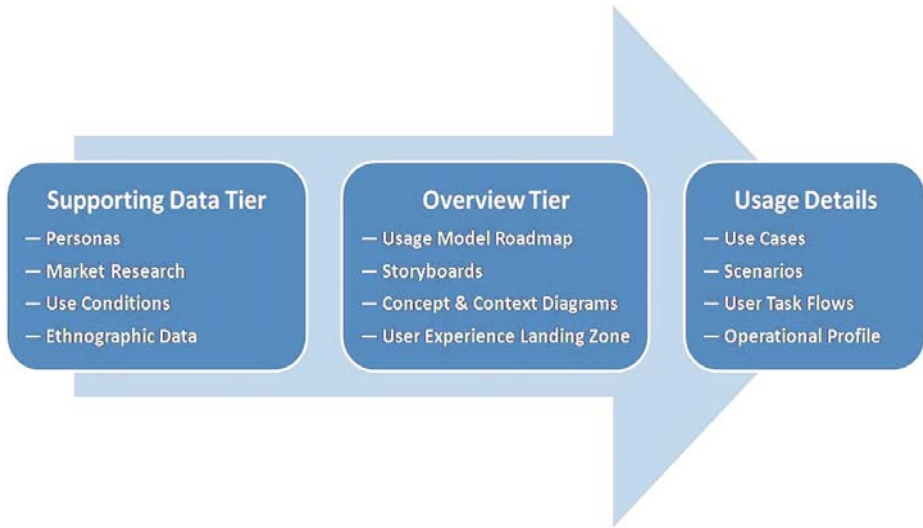 Supporting Data Tier
— Personas
— Market Research
— Use Conditions
— Ethnographic Data
Overview Tier
— Usage Model Roadmap
— Storyboards
— Concept & Context Diagrams
— User Experience Landing Zone
Usage Details
— Use Cases
— Scenarios
— User Task Flows
— Operational Profile